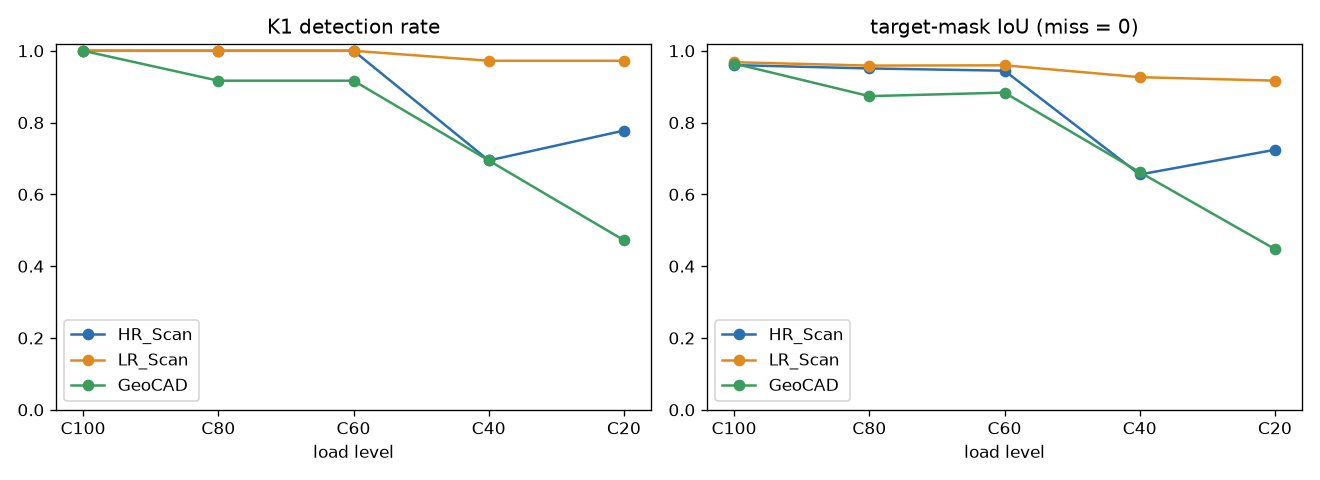 K1 detection rate
1.0
0.8
0.6
0.4
0.2
0.0
HR_Scan
LR_Scan
GeoCAD
C100 C80 C60 C40 C20
load level
target-mask IoU (miss = 0)
1.0
0.8
0.6
0.4
0.2
0.0
HR_Scan
LR_Scan
GeoCAD
C100 C80 C60 C40 C20
load level